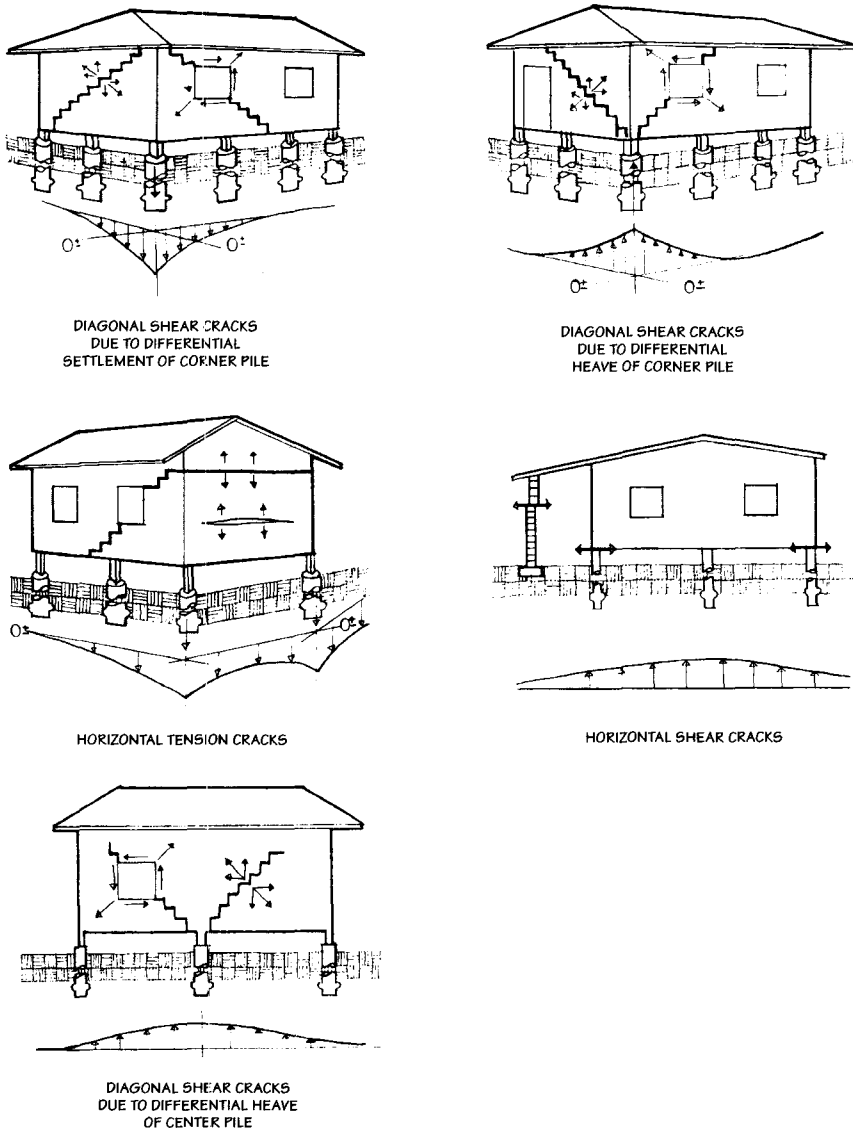 O±
O±
DIAGONAL SHEAR CRACKS
DUE TO DIFFERENTIAL
SETTLEMENT OF CORNER PILE
O±
O±
DIAGONAL SHEAR CRACKS
DUE TO DIFFERENTIAL
HEAVE OF CORNER PILE
O±
O±
HORIZONTAL TENSION CRACKS
HORIZONTAL SHEAR CRACKS
DIAGONAL SHEAR CRACKS
DUE TO DIFFERENTIAL HEAVE
OF CENTER PILE